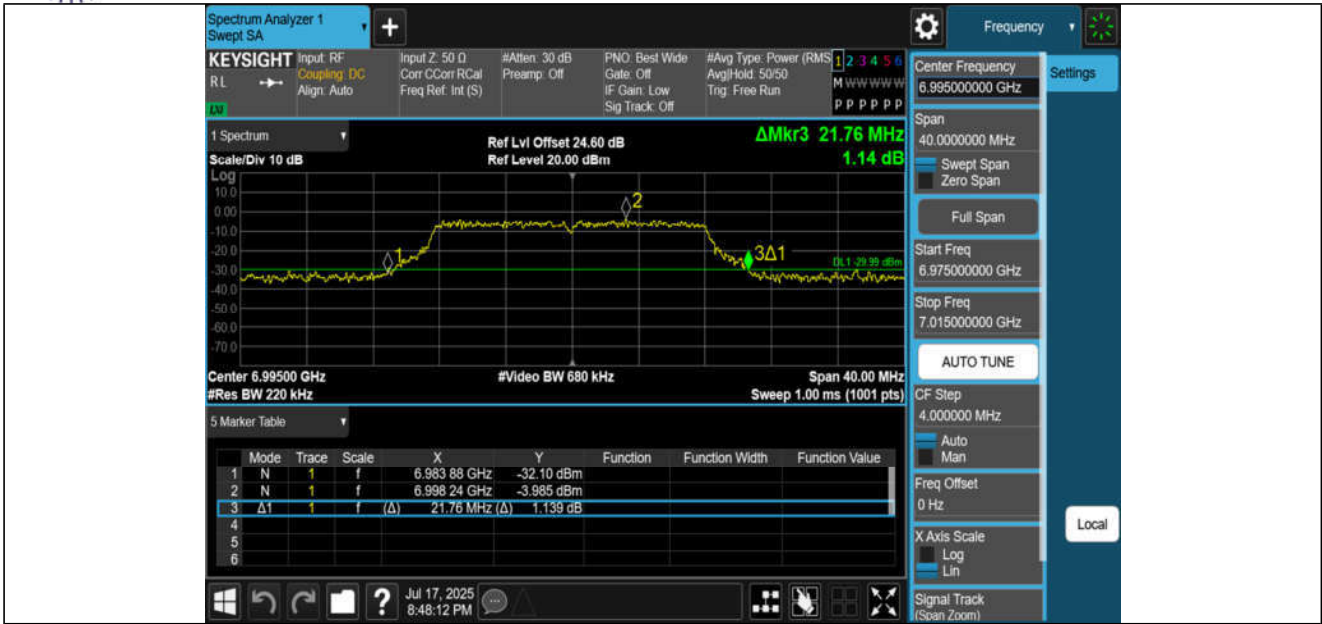 Spectrum Analyzer 1
Swept SA
+
Frequency
KEYSIGHT
RL
LXI
Input: RF
Coupling: DC
Align: Auto
Input Z: 50 Ω
Corr CCorr RCal
Freq Ref: Int (S)
#Atten: 30 dB
Preamp: Off
PNO: Best Wide
Gate: Off
IF Gain: Low
Sig Track: Off
#Avg Type: Power (RMS
Avg|Hold: 50/50
Trig: Free Run
1 2 3 4 5 6
M W W W W W
P P P P P P
1 Spectrum
Scale/Div 10 dB
Ref Lvl Offset 24.60 dB
Ref Level 20.00 dBm
ΔMkr3 21.76 MHz
1.14 dB
Log
10.0
0.00
-10.0
-20.0
-30.0
-40.0
-50.0
-60.0
-70.0
1
2
3Δ1
DL1 -29.99 dBm
Center 6.99500 GHz
#Video BW 680 kHz
Span 40.00 MHz
#Res BW 220 kHz
Sweep 1.00 ms (1001 pts)
5 Marker Table
Mode Trace Scale X Y Function Function Width Function Value
1 N 1 f 6.983 88 GHz -32.10 dBm
2 N 1 f 6.998 24 GHz -3.985 dBm
3 Δ1 1 f (Δ) 21.76 MHz (Δ) 1.139 dB
4
5
6
?
Jul 17, 2025
8:48:12 PM
Center Frequency
6.995000000 GHz
Span
40.0000000 MHz
Swept Span
Zero Span
Full Span
Start Freq
6.975000000 GHz
Stop Freq
7.015000000 GHz
AUTO TUNE
CF Step
4.000000 MHz
Auto
Man
Freq Offset
0 Hz
X Axis Scale
Log
Lin
Signal Track
(Span Zoom)
Settings
Local